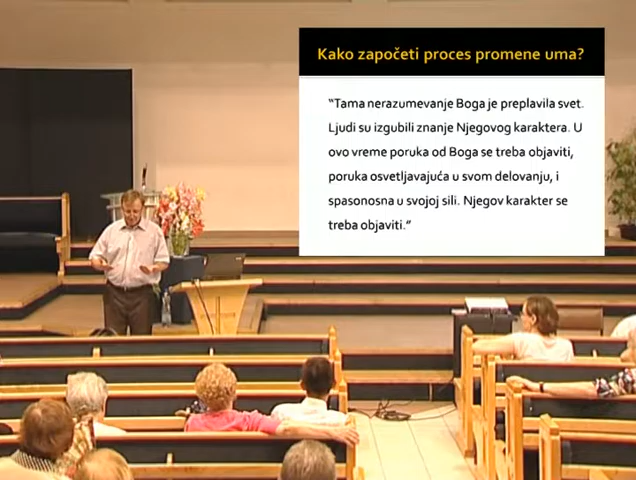 Kako započeti proces promene uma?
“Tama nerazumevanje Boga je preplavila svet.
Ljudi su izgubili znanje Njegovog karaktera. U
ovo vreme poruka od Boga se treba objaviti,
poruka osvetljavajuća u svom delovanju, i
spasonosna u svojoj sili. Njegov karakter se
treba objaviti.”